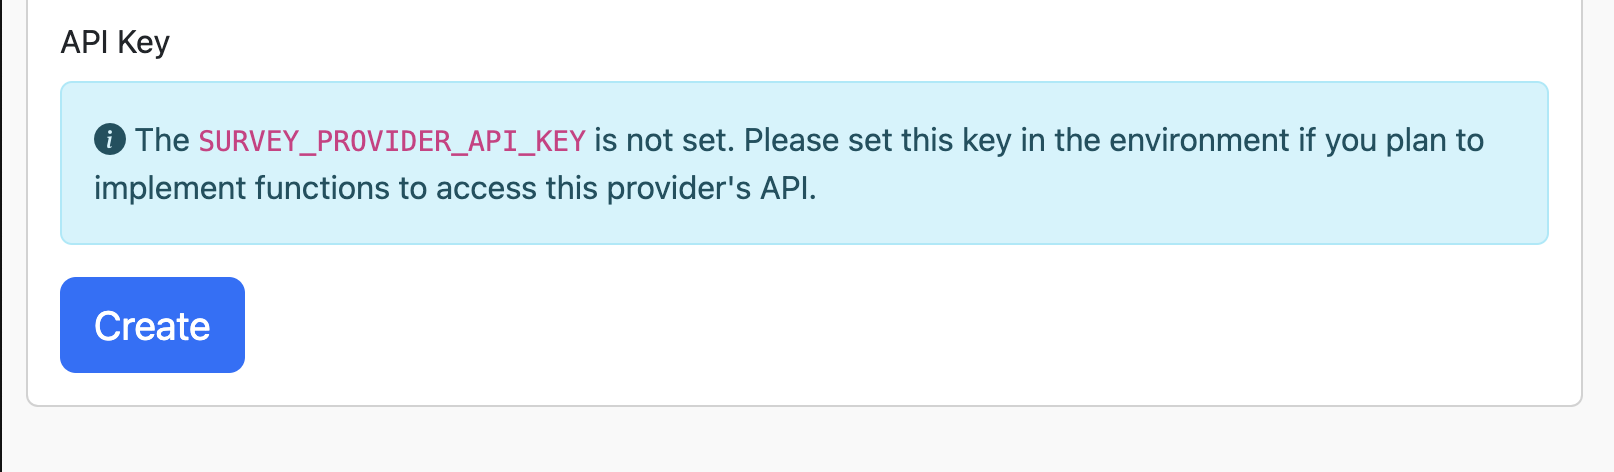 API Key
The SURVEY_PROVIDER_API_KEY is not set. Please set this key in the environment if you plan to
implement functions to access this provider's API.
Create